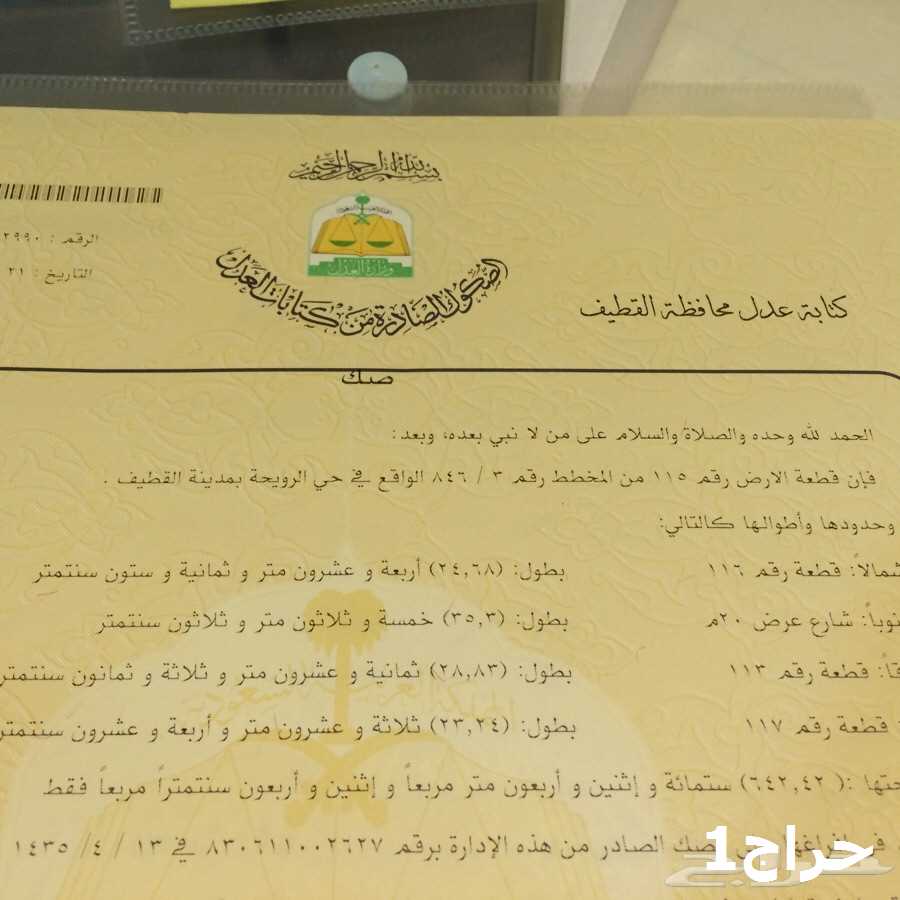 بسم الله الرحمن الرحيم
وزارة العدل
الصكوك الصادرة من كتابات العدل
كتابة عدل محافظة القطيف
الرقم : ٢٩٩٠
التاريخ : ٢١
صك
الحمد لله وحده والصلاة والسلام على من لا نبي بعده، وبعد:
فإن قطعة الارض رقم ١١٥ من المخطط رقم ٣ / ٨٤٦ الواقع في حي الرويحة بمدينة القطيف .
وحدودها وأطوالها كالتالي:
شمالاً: قطعة رقم ١١٦ بطول: (٢٤,٦٨) أربعة و عشرون متر و ثمانية و ستون سنتمتر
نوباً: شارع عرض ٢٠م بطول: (٣٥,٣) خمسة و ثلاثون متر و ثلاثون سنتمتر
قاً: قطعة رقم ١١٣ بطول: (٢٨,٨٣) ثمانية و عشرون متر و ثلاثة و ثمانون سنتمتر
: قطعة رقم ١١٧ بطول: (٢٣,٢٤) ثلاثة و عشرون متر و أربعة و عشرون سنتمتر
حتها :( ٦٤٢,٤٢) ستمائة و إثنين و أربعون متر مربعاً و إثنين و أربعون سنتمتراً مربعاً فقط
الصك الصادر من هذه الإدارة برقم ٨٣٠٦١١٠٠٢٦٢٧ في ١٣ / ٤ / ١٤٣٥
حراج1